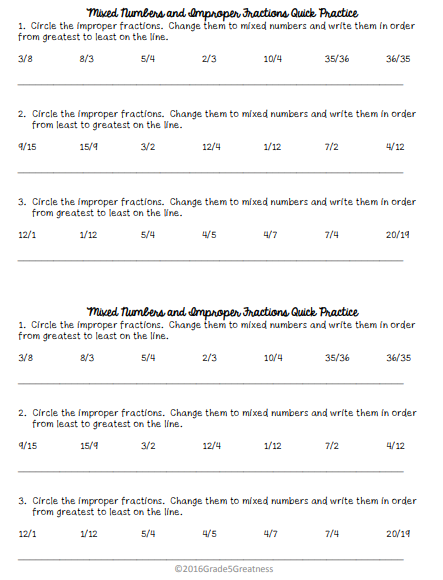 Mixed Numbers and Improper Fractions Quick Practice
1. Circle the improper fractions. Change them to mixed numbers and write them in order
from greatest to least on the line.
3/8 8/3 5/4 2/3 10/4 35/36 36/35
2. Circle the improper fractions. Change them to mixed numbers and write them in order
from least to greatest on the line.
9/15 15/9 3/2 12/4 1/12 7/2 4/12
3. Circle the improper fractions. Change them to mixed numbers and write them in order
from greatest to least on the line.
12/1 1/12 5/4 4/5 4/7 7/4 20/19
Mixed Numbers and Improper Fractions Quick Practice
1. Circle the improper fractions. Change them to mixed numbers and write them in order
from greatest to least on the line.
3/8 8/3 5/4 2/3 10/4 35/36 36/35
2. Circle the improper fractions. Change them to mixed numbers and write them in order
from least to greatest on the line.
9/15 15/9 3/2 12/4 1/12 7/2 4/12
3. Circle the improper fractions. Change them to mixed numbers and write them in order
from greatest to least on the line.
12/1 1/12 5/4 4/5 4/7 7/4 20/19
©2016Grade5Greatness